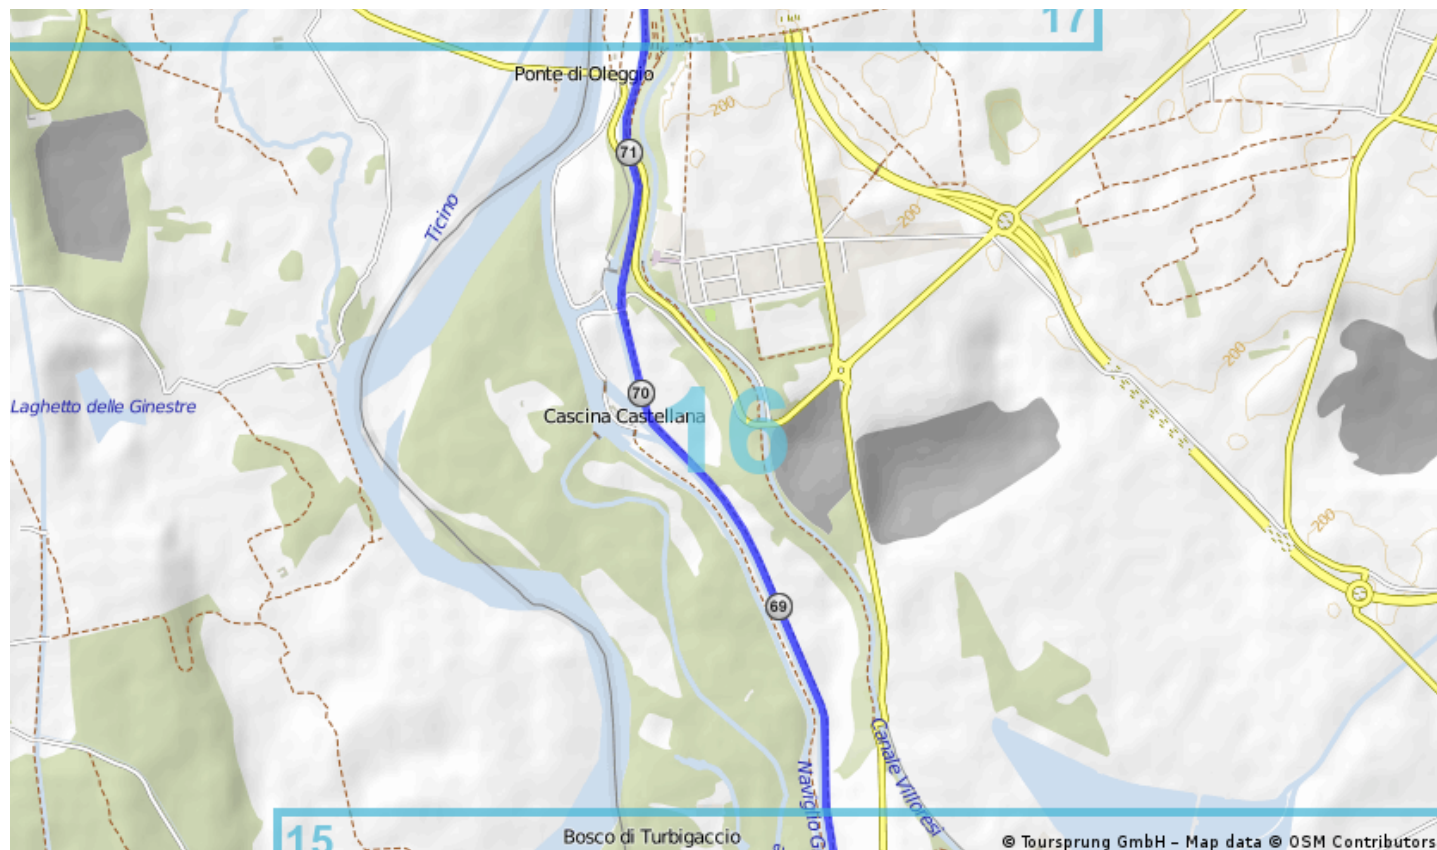 17
Ponte di Oleggio
200
71
Ticino
200
200
70
Laghetto delle Ginestre
Cascina Castellana
16
200
69
Canale Villoresi
Naviglio G
15
Bosco di Turbigaccio
© Toursprung GmbH – Map data © OSM Contributors